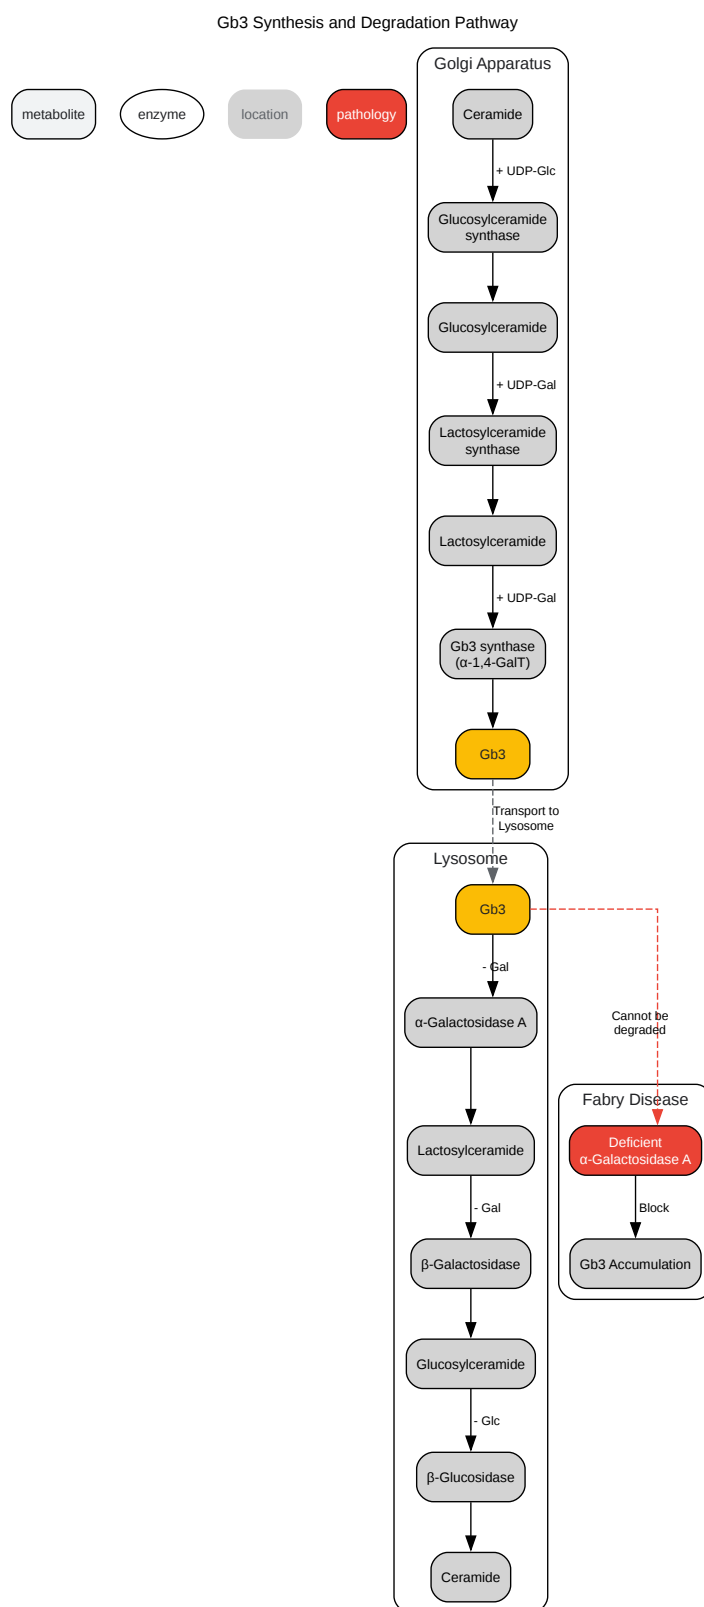 Gb3 Synthesis and Degradation Pathway
Golgi Apparatus
metabolite
enzyme
location
pathology
Ceramide
+ UDP-Glc
Glucosylceramide
synthase
Glucosylceramide
+ UDP-Gal
Lactosylceramide
synthase
Lactosylceramide
+ UDP-Gal
Gb3 synthase
(α-1,4-GalT)
Gb3
Transport to
Lysosome
Lysosome
Gb3
- Gal
α-Galactosidase A
Cannot be
degraded
Fabry Disease
Lactosylceramide
Deficient
α-Galactosidase A
- Gal
Block
β-Galactosidase
Gb3 Accumulation
Glucosylceramide
- Glc
β-Glucosidase
Ceramide